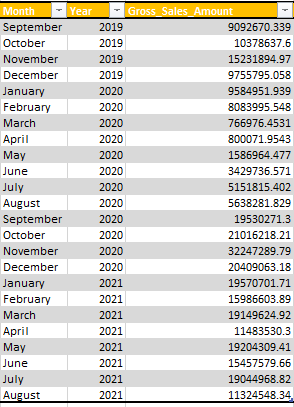 Month Year Gross_Sales_Amount
September 2019 9092670.339
October 2019 10378637.6
November 2019 15231894.97
December 2019 9755795.058
January 2020 9584951.939
February 2020 8083995.548
March 2020 766976.4531
April 2020 800071.9543
May 2020 1586964.477
June 2020 3429736.571
July 2020 5151815.402
August 2020 5638281.829
September 2020 19530271.3
October 2020 21016218.21
November 2020 32247289.79
December 2020 20409063.18
January 2021 19570701.71
February 2021 15986603.89
March 2021 19149624.92
April 2021 11483530.3
May 2021 19204309.41
June 2021 15457579.66
July 2021 19044968.82
August 2021 11324548.34